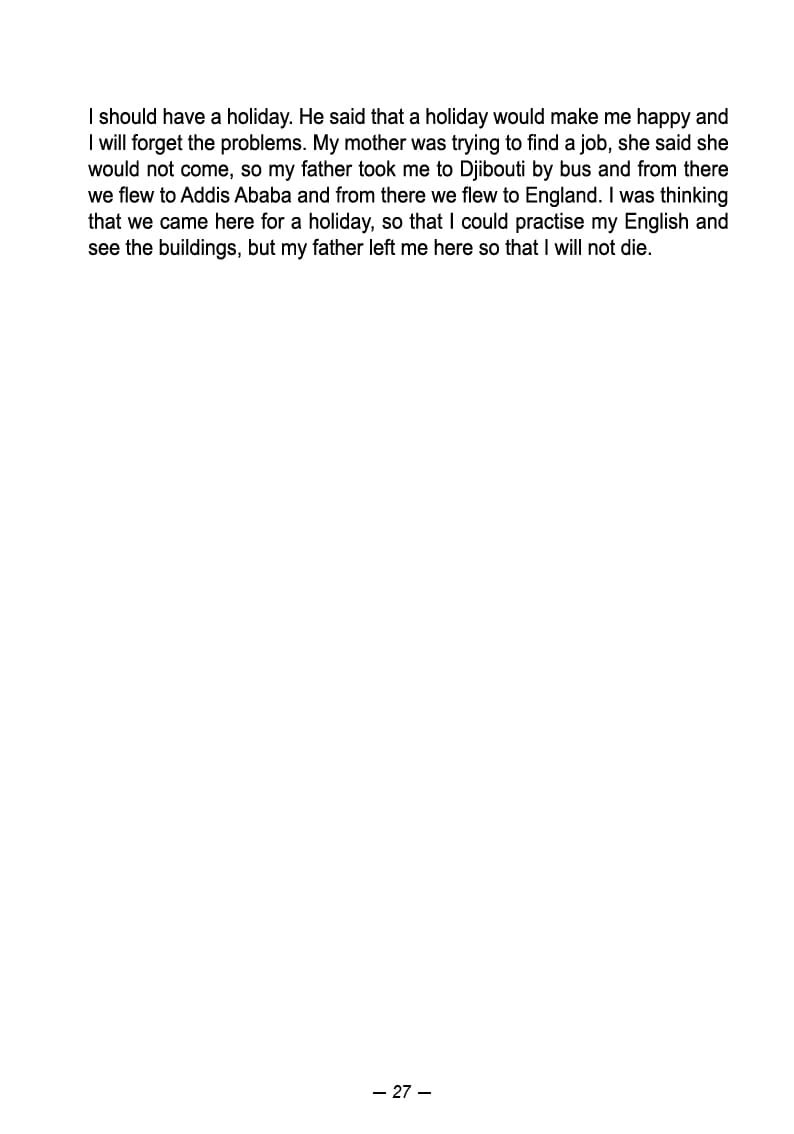 I should have a holiday. He said that a holiday would make me happy and
I will forget the problems. My mother was trying to find a job, she said she
would not come, so my father took me to Djibouti by bus and from there
we flew to Addis Ababa and from there we flew to England. I was thinking
that we came here for a holiday, so that I could practise my English and
see the buildings, but my father left me here so that I will not die.
— 27 —